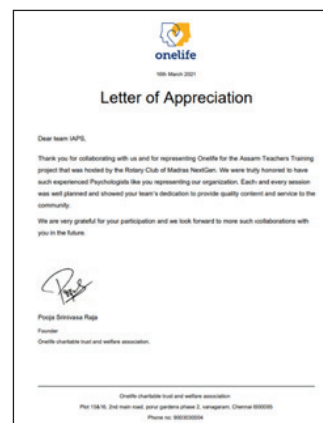 onelife
16th March 2021
Letter of Appreciation
Dear team IAPS,
Thank you for collaborating with us and for representing Onelife for the Assam Teachers Training
project that was hosted by the Rotary Club of Madras NextGen. We were truly honored to have
such experienced Psychologists like you representing our organization. Each and every session
was well planned and showed your team's dedication to provide quality content and service to the
community.
We are very grateful for your participation and we look forward to more such collaborations with
you in the future.
Pooja Srinivasa Raja
Founder
Onelife charitable trust and welfare association.
Onelife charitable trust and welfare association
Plot 15&16, 2nd main road, porur gardens phase 2, vanagaram, Chennai 600095
Phone no: